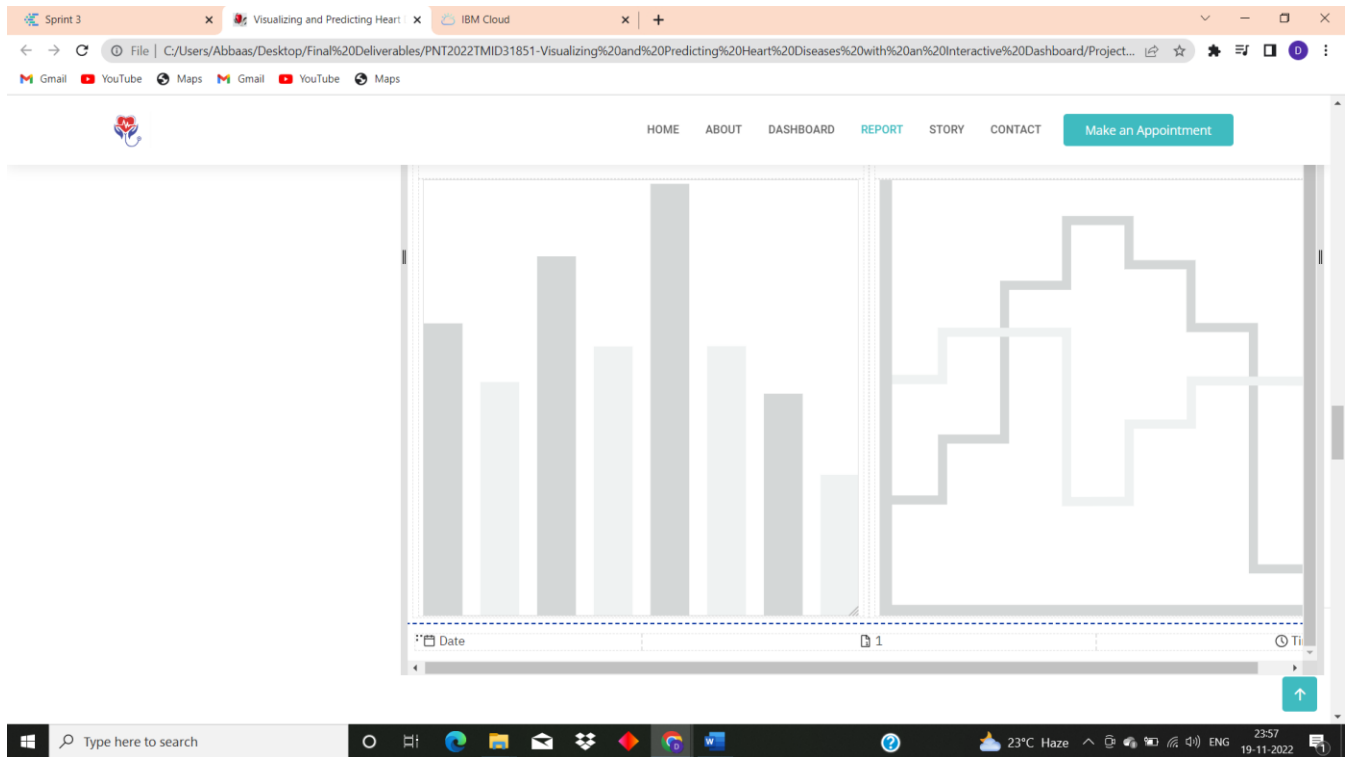 Sprint 3
Visualizing and Predicting Heart
IBM Cloud
File | C:/Users/Abbaas/Desktop/Final%20Deliverables/PNT2022TMID31851-Visualizing%20and%20Predicting%20Heart%20Diseases%20with%20an%20Interactive%20Dashboard/Project...
D
Gmail YouTube Maps Gmail YouTube Maps
HOME ABOUT DASHBOARD REPORT STORY CONTACT Make an Appointment
Date 1 Ti
Type here to search 23°C Haze ENG 23:57
19-11-2022